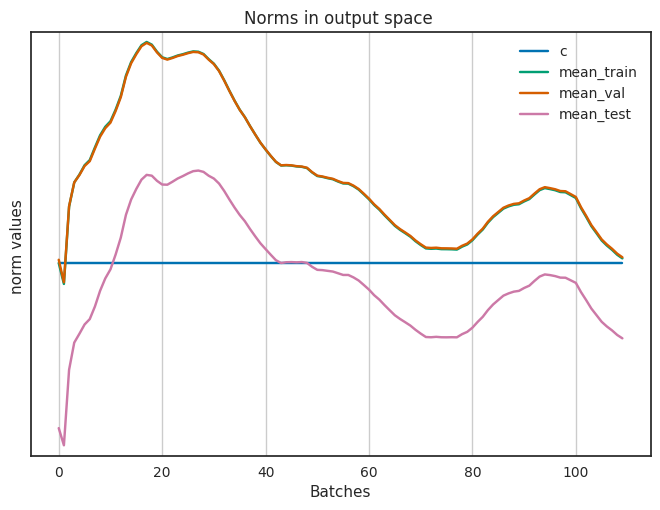 Norms in output space
c
mean_train
mean_val
mean_test
norm values
0
20
40
60
80
100
Batches